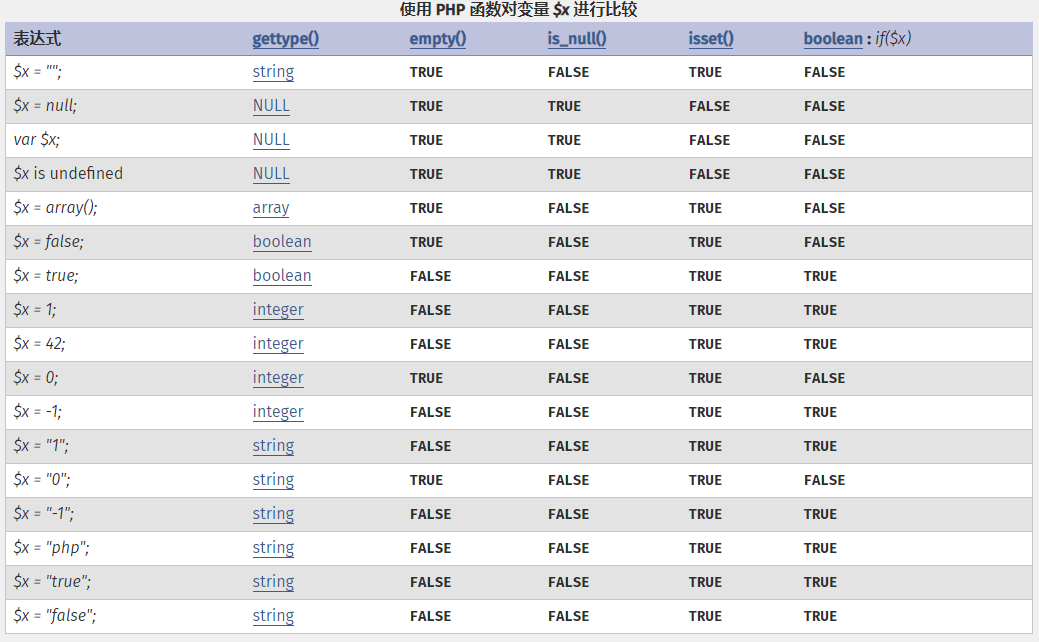 使用 PHP 函数对变量 $x 进行比较
表达式 gettype() empty() is_null() isset() boolean : if($x)
$x = ""; string TRUE FALSE TRUE FALSE
$x = null; NULL TRUE TRUE FALSE FALSE
var $x; NULL TRUE TRUE FALSE FALSE
$x is undefined NULL TRUE TRUE FALSE FALSE
$x = array(); array TRUE FALSE TRUE FALSE
$x = false; boolean TRUE FALSE TRUE FALSE
$x = true; boolean FALSE FALSE TRUE TRUE
$x = 1; integer FALSE FALSE TRUE TRUE
$x = 42; integer FALSE FALSE TRUE TRUE
$x = 0; integer TRUE FALSE TRUE FALSE
$x = -1; integer FALSE FALSE TRUE TRUE
$x = "1"; string FALSE FALSE TRUE TRUE
$x = "0"; string TRUE FALSE TRUE FALSE
$x = "-1"; string FALSE FALSE TRUE TRUE
$x = "php"; string FALSE FALSE TRUE TRUE
$x = "true"; string FALSE FALSE TRUE TRUE
$x = "false"; string FALSE FALSE TRUE TRUE